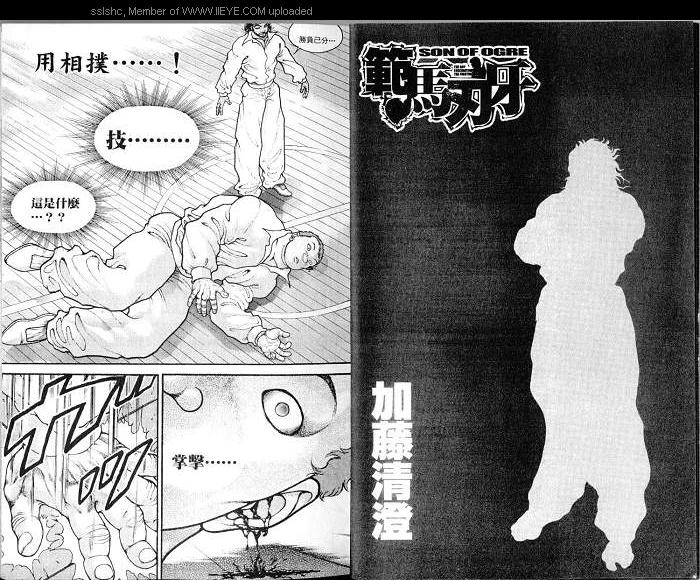 sslshc, Member of WWW.IIEYE.COM uploaded
SON OF OGRE
範馬刃牙
加藤清澄
勝負已分…
用相撲……！
技………
這是什麼
…？？
掌擊……